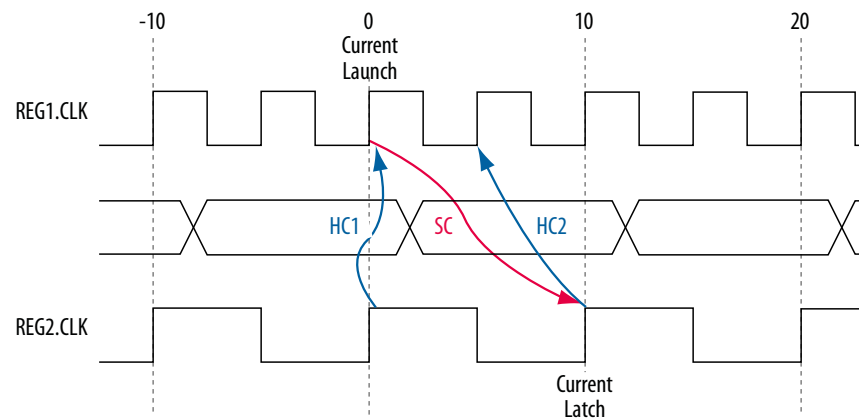 -10 0 10 20
Current
Launch
REG1.CLK
HC1 SC HC2
REG2.CLK
Current
Latch